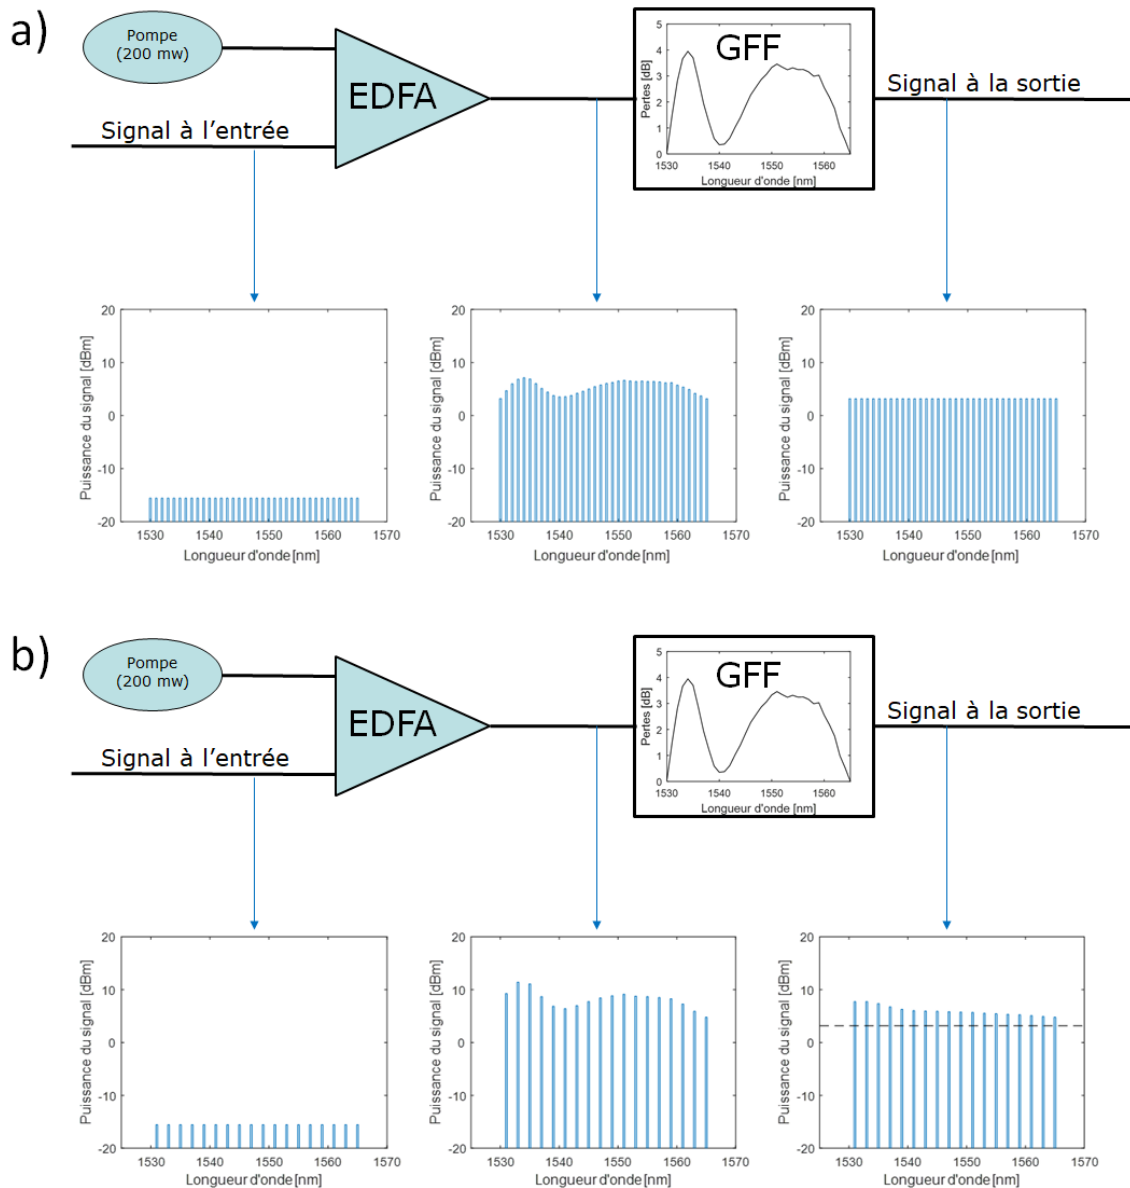 a)
Pompe
(200 mw)
EDFA
Signal à l'entrée
GFF
5
4
3
2
1
0
Pertes [dB]
1530
1540
1550
1560
Longueur d'onde [nm]
Signal à la sortie
20
10
0
-10
-20
Puissance du signal [dBm]
1530
1540
1550
1560
1570
Longueur d'onde [nm]
20
10
0
-10
-20
Puissance du signal [dBm]
1530
1540
1550
1560
1570
Longueur d'onde [nm]
20
10
0
-10
-20
Puissance du signal [dBm]
1530
1540
1550
1560
1570
Longueur d'onde [nm]
b)
Pompe
(200 mw)
EDFA
Signal à l'entrée
GFF
5
4
3
2
1
0
Pertes [dB]
1530
1540
1550
1560
Longueur d'onde [nm]
Signal à la sortie
20
10
0
-10
-20
Puissance du signal [dBm]
1530
1540
1550
1560
1570
Longueur d'onde [nm]
20
10
0
-10
-20
Puissance du signal [dBm]
1530
1540
1550
1560
1570
Longueur d'onde [nm]
20
10
0
-10
-20
Puissance du signal [dBm]
1530
1540
1550
1560
1570
Longueur d'onde [nm]